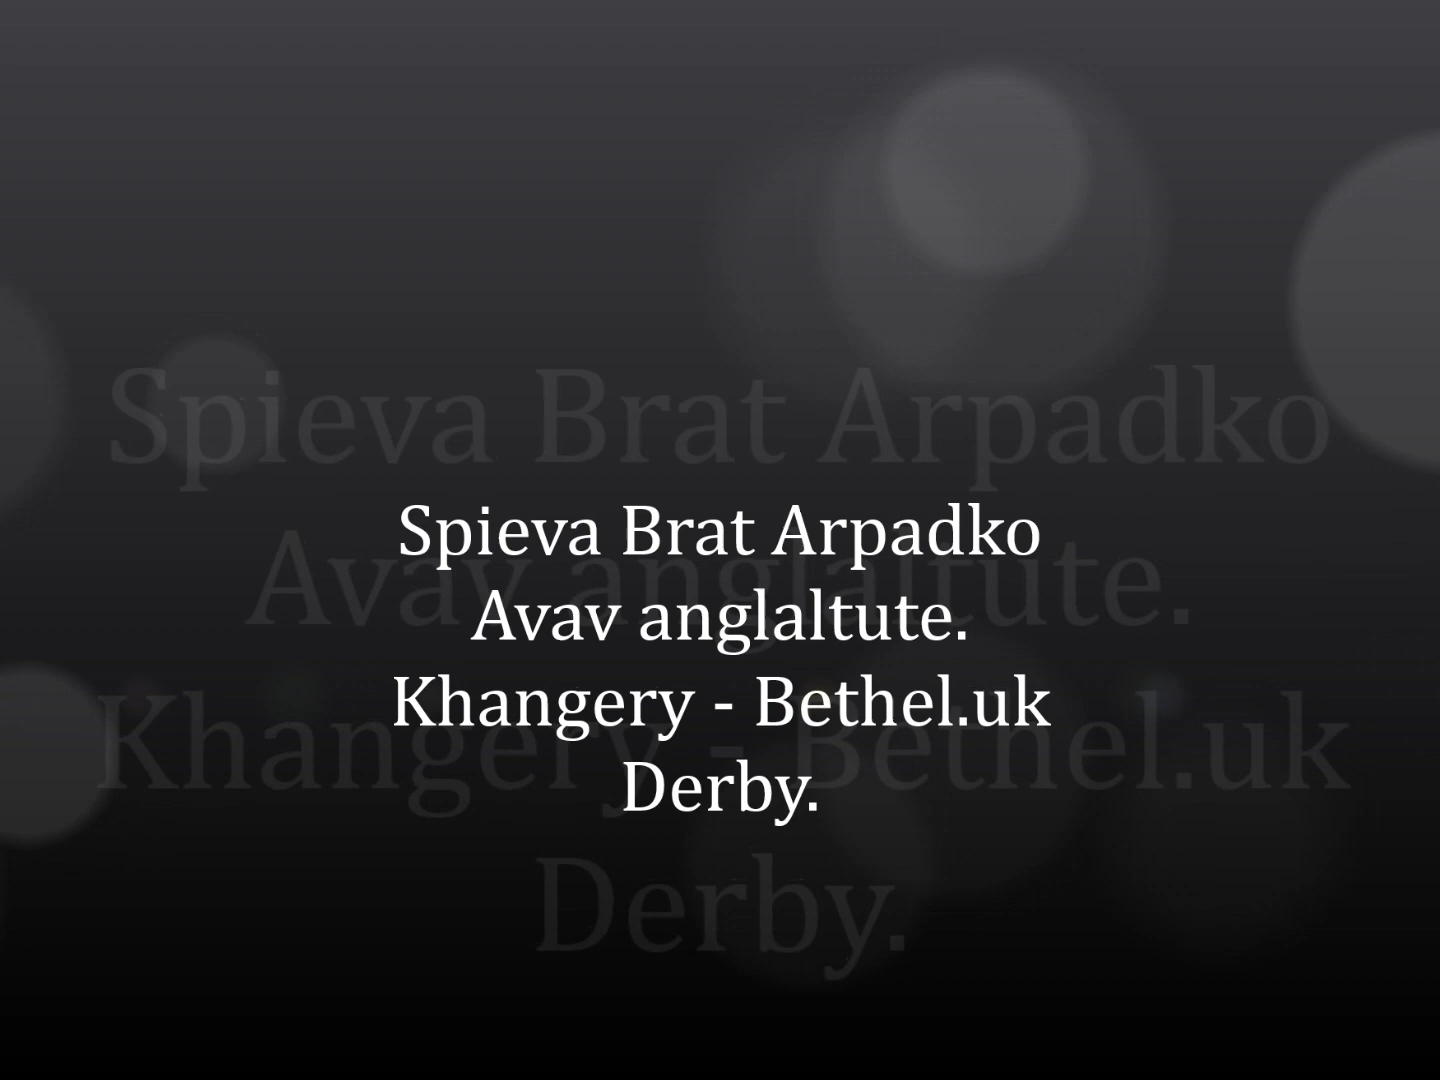 Spieva Brat Arpadko
Avav anglaltute.
Khangery - Bethel.uk
Derby.